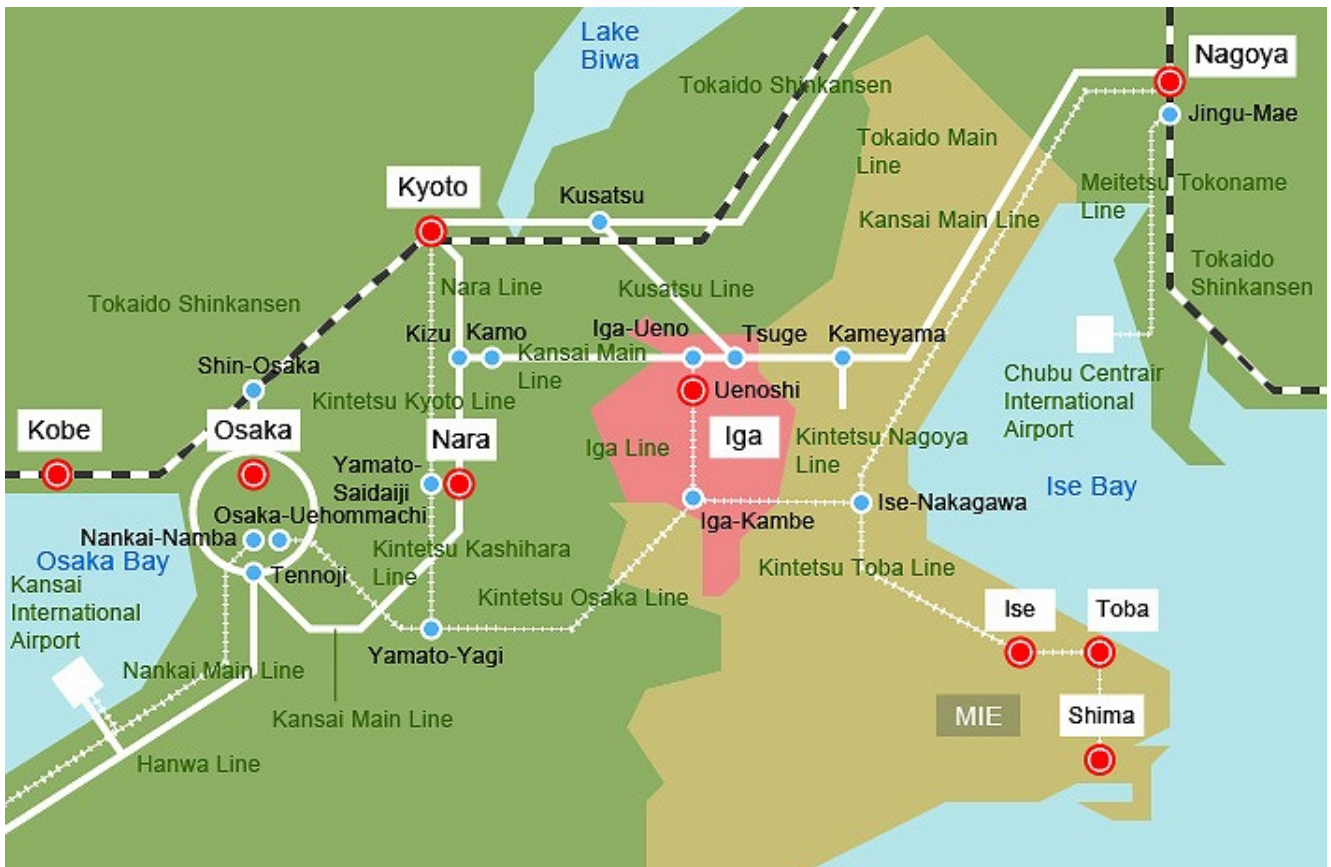 Lake
Biwa
Nagoya
Tokaido Shinkansen
Jingu-Mae
Tokaido Main
Line
Kyoto
Kusatsu
Meitetsu Tokoname
Line
Kansai Main Line
Tokaido
Shinkansen
Nara Line
Kusatsu Line
Tokaido Shinkansen
Kizu
Kamo
Iga-Ueno
Tsuge
Kameyama
Kansai Main
Line
Shin-Osaka
Chubu Centrair
International
Airport
Kintetsu Kyoto Line
Uenoshi
Kobe
Osaka
Nara
Iga Line
Iga
Kintetsu Nagoya
Line
Yamato-
Saidaiji
Ise Bay
Osaka-Uehommachi
Iga-Kambe
Ise-Nakagawa
Nankai-Namba
Osaka Bay
Kintetsu Kashihara
Line
Tennoji
Kintetsu Toba Line
Kansai
International
Airport
Kintetsu Osaka Line
Ise
Toba
Yamato-Yagi
Nankai Main Line
Kansai Main Line
MIE
Shima
Hanwa Line